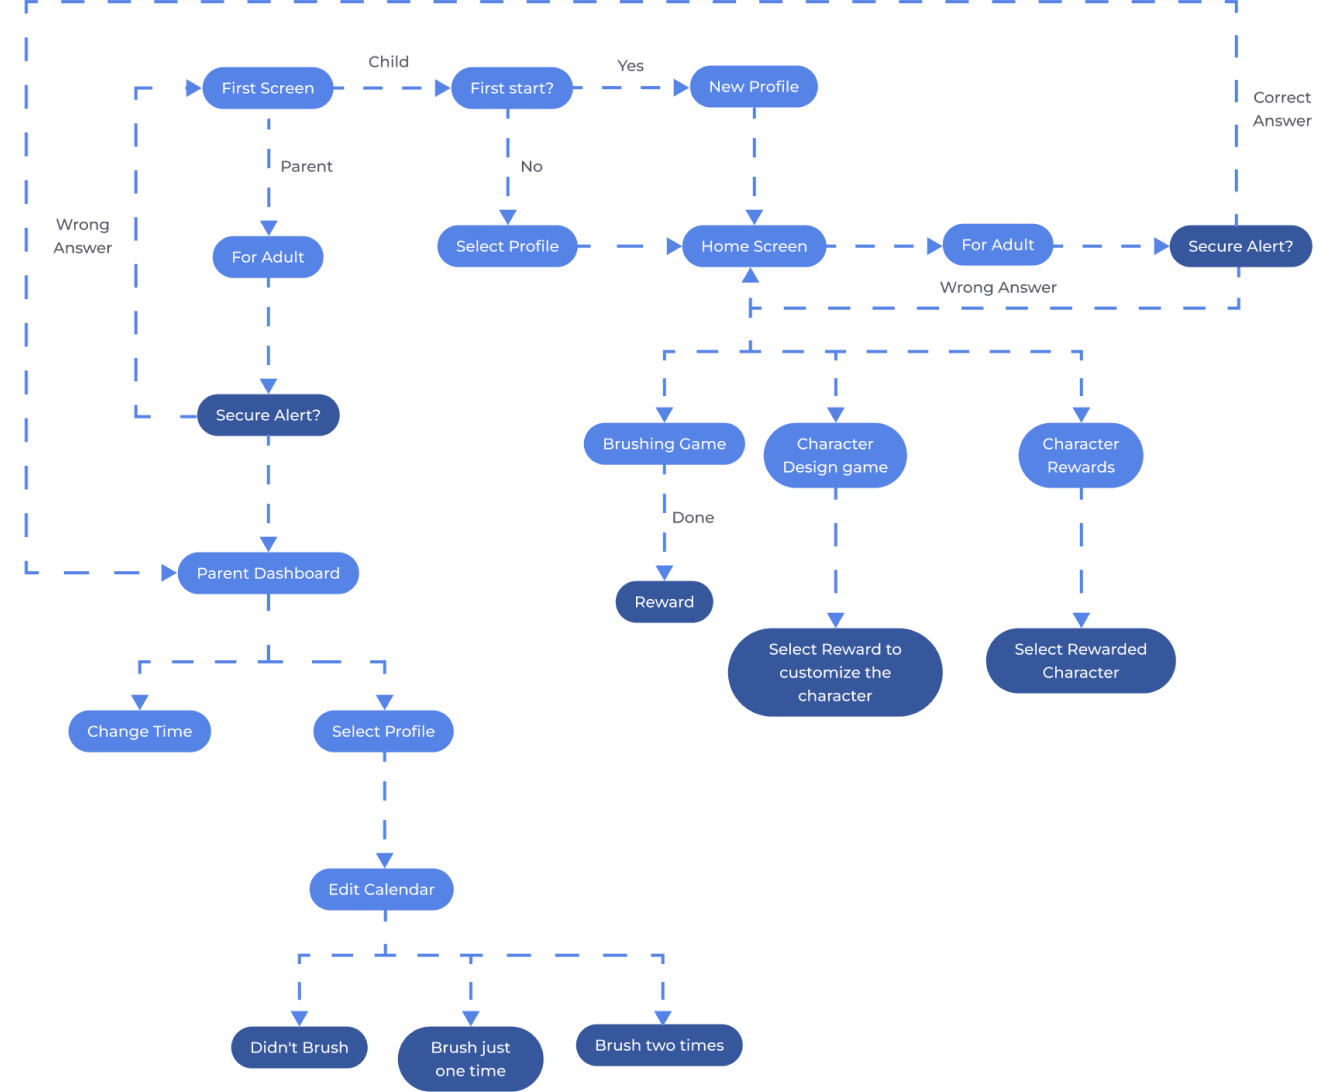 Child
Yes
First Screen
First start?
New Profile
Correct
Answer
Parent
No
Wrong
Answer
For Adult
Select Profile
Home Screen
For Adult
Secure Alert?
Wrong Answer
Secure Alert?
Brushing Game
Character
Design game
Character
Rewards
Done
Parent Dashboard
Reward
Select Reward to
customize the
character
Select Rewarded
Character
Change Time
Select Profile
Edit Calendar
Didn't Brush
Brush just
one time
Brush two times